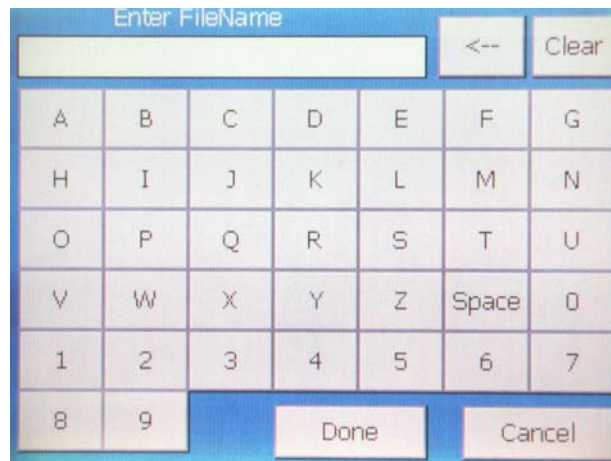 Enter FileName
<-- Clear
A B C D E F G
H I J K L M N
O P Q R S T U
V W X Y Z Space 0
1 2 3 4 5 6 7
8 9 Done Cancel